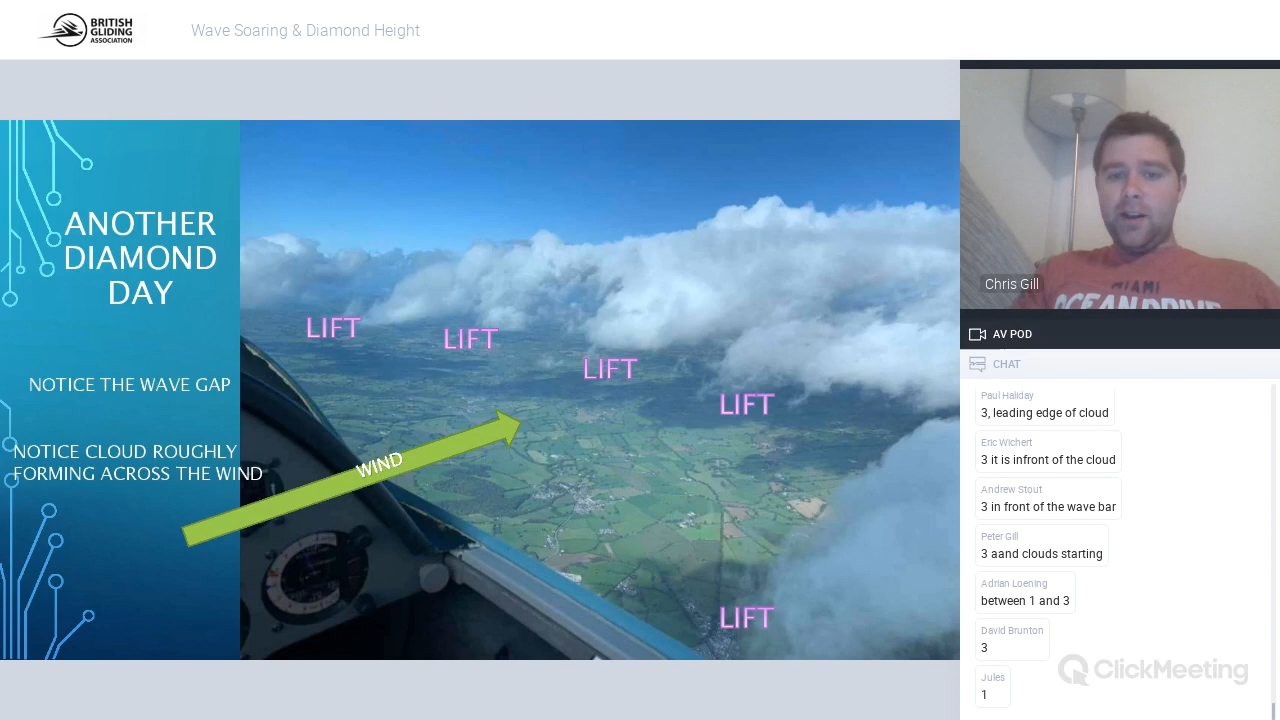 BRITISH
GLIDING
ASSOCIATION
Wave Soaring & Diamond Height
ANOTHER
DIAMOND
DAY
NOTICE THE WAVE GAP
NOTICE CLOUD ROUGHLY
FORMING ACROSS THE WIND
LIFT
LIFT
LIFT
LIFT
WIND
LIFT
MIAMI
OCEAN DRIVE
Chris Gill
AV POD
CHAT
Paul Haliday
3, leading edge of cloud
Eric Wichert
3 it is infront of the cloud
Andrew Stout
3 in front of the wave bar
Peter Gill
3 aand clouds starting
Adrian Loening
between 1 and 3
David Brunton
3
Jules
1
ClickMeeting